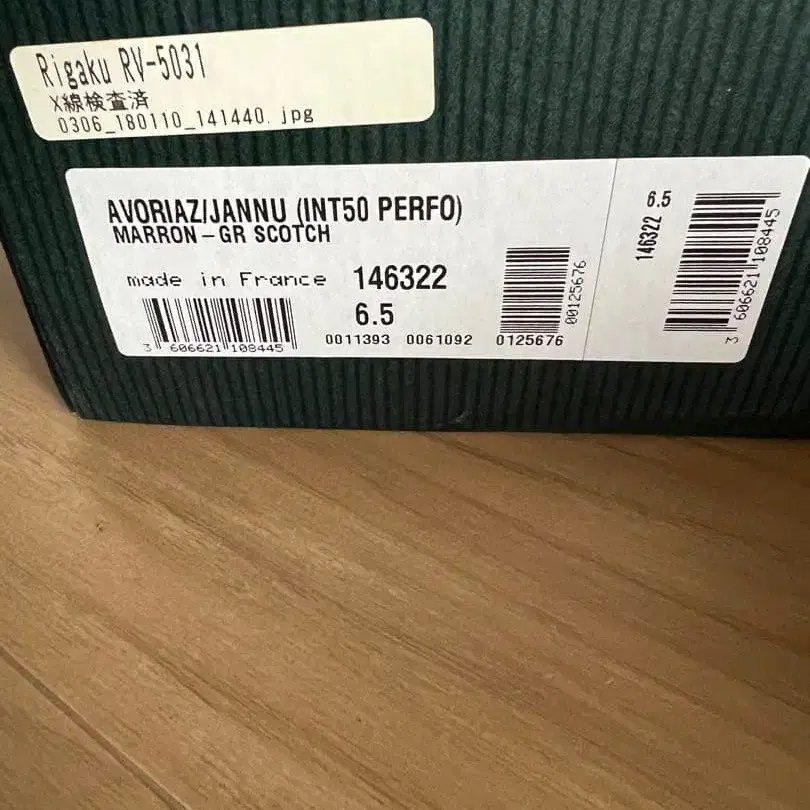 Rigaku RV-5031
X線検査済
0306_180110_141440.jpg
AVORIAZ/JANNU (INT50 PERFO)
MARRON-GR SCOTCH
made in France 146322
6.5
3 606621 108445
0011393 0061092 0125676
00125676
6.5
146322
3 606621 108445